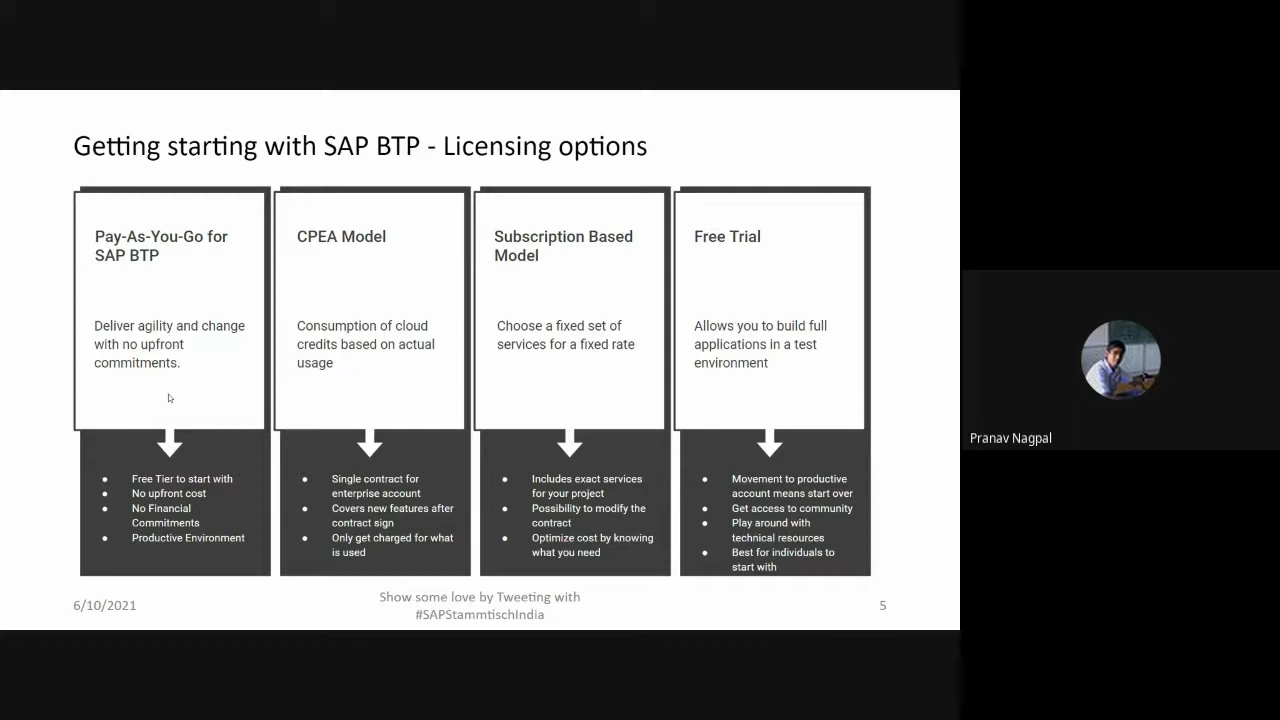 Getting starting with SAP BTP - Licensing options
Pay-As-You-Go for
SAP BTP
Deliver agility and change
with no upfront
commitments.
● Free Tier to start with
● No upfront cost
● No Financial
Commitments
● Productive Environment
CPEA Model
Consumption of cloud
credits based on actual
usage
● Single contract for
enterprise account
● Covers new features after
contract sign
● Only get charged for what
is used
Subscription Based
Model
Choose a fixed set of
services for a fixed rate
● Includes exact services
for your project
● Possibility to modify the
contract
● Optimize cost by knowing
what you need
Free Trial
Allows you to build full
applications in a test
environment
● Movement to productive
account means start over
● Get access to community
● Play around with
technical resources
● Best for individuals to
start with
6/10/2021
Show some love by Tweeting with
#SAPStammtischIndia
5
Pranav Nagpal